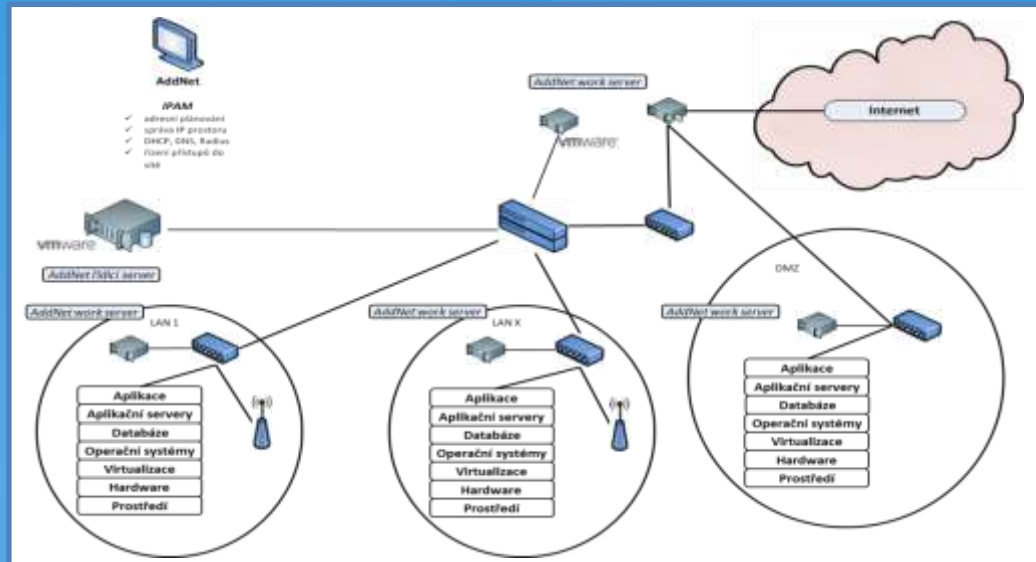 AddNet
IPAM
✓ adresní plánování
✓ správa IP prostoru
✓ DHCP, DNS, Radius
✓ řízení přístupů do
sítě
AddNet work server
vmware
Internet
vmware
AddNet řídící server
AddNet work server
LAN 1
Aplikace
Aplikační servery
Databáze
Operační systémy
Virtualizace
Hardware
Prostředí
AddNet work server
LAN X
Aplikace
Aplikační servery
Databáze
Operační systémy
Virtualizace
Hardware
Prostředí
DMZ
AddNet work server
Aplikace
Aplikační servery
Databáze
Operační systémy
Virtualizace
Hardware
Prostředí